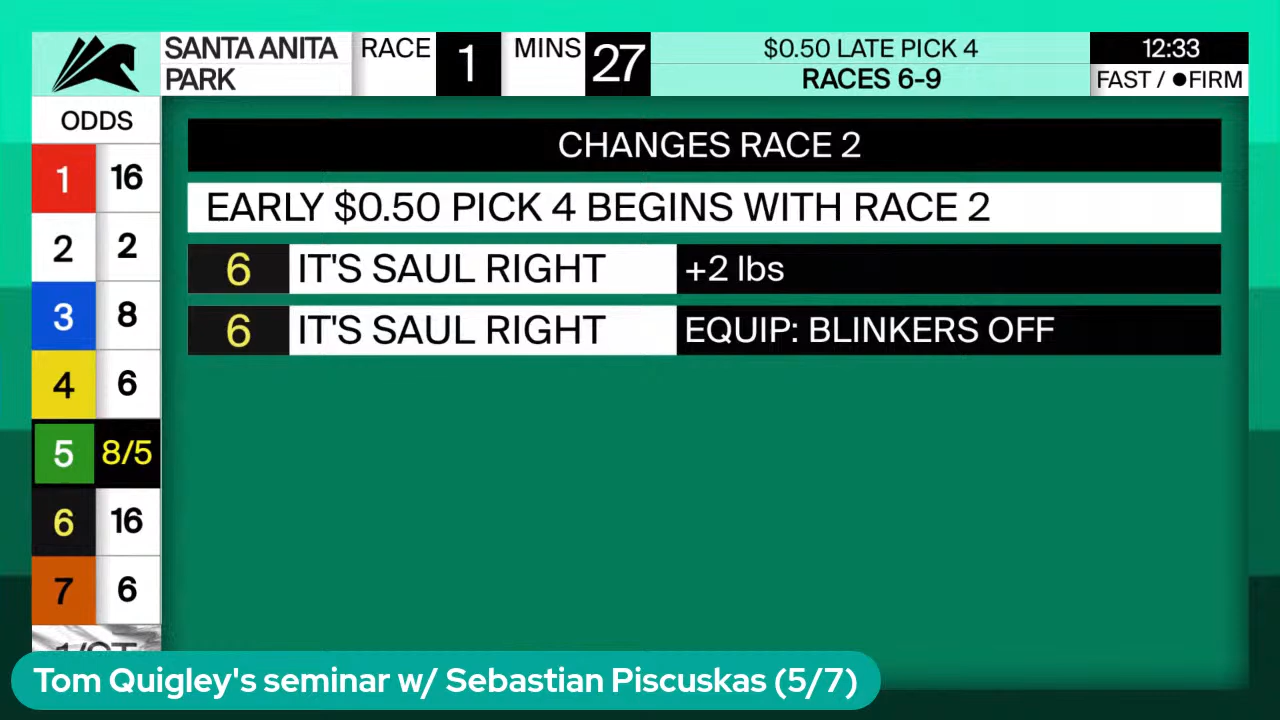 SANTA ANITA PARK
RACE 1
MINS 27
$0.50 LATE PICK 4
RACES 6-9
12:33
FAST / ●FIRM
ODDS
1 16
2 2
3 8
4 6
5 8/5
6 16
7 6
CHANGES RACE 2
EARLY $0.50 PICK 4 BEGINS WITH RACE 2
6 IT'S SAUL RIGHT +2 lbs
6 IT'S SAUL RIGHT EQUIP: BLINKERS OFF
Tom Quigley's seminar w/ Sebastian Piscuskas (5/7)